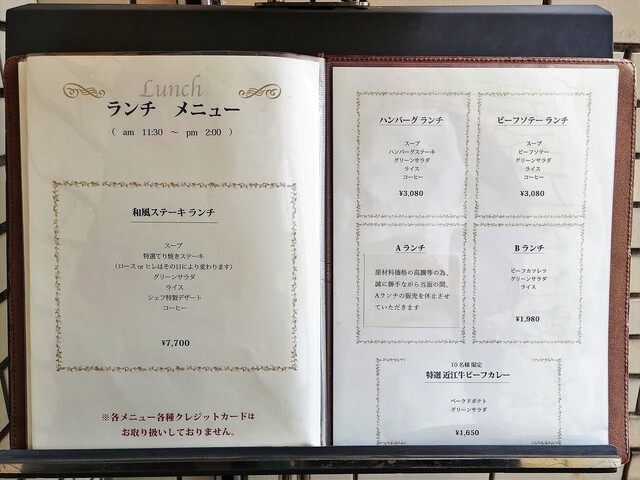 Lunch
ランチ メニュー
( am 11:30 ～ pm 2:00 )
和風ステーキ ランチ
スープ
特選てり焼きステーキ
(ロース or ヒレはその日により変わります)
グリーンサラダ
ライス
シェフ特製デザート
コーヒー
¥7,700
※各メニュー各種クレジットカードは
お取り扱いしておりません。
ハンバーグ ランチ
スープ
ハンバーグステーキ
グリーンサラダ
ライス
コーヒー
¥3,080
ビーフソテー ランチ
スープ
ビーフソテー
グリーンサラダ
ライス
コーヒー
¥3,080
A ランチ
原材料価格の高騰等の為、
誠に勝手ながら当面の間、
Aランチの販売を休止させ
ていただきます
B ランチ
ビーフカツレツ
グリーンサラダ
ライス
¥1,980
10 名様 限定
特選 近江牛ビーフカレー
ベークドポテト
グリーンサラダ
¥1,650